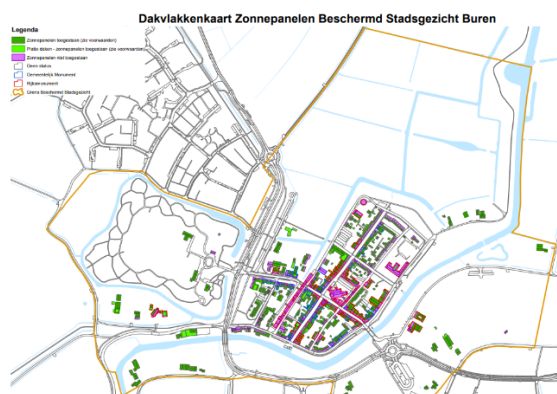 Dakvlakkenkaart Zonnepanelen Beschermd Stadsgezicht Buren
Legenda
Zonnepanelen toegestaan (zie voorwaarden)
Platte daken - zonnepanelen toegestaan (zie voorwaarden)
Zonnepanelen niet toegestaan
Geen status
Gemeentelijk Monument
Rijksmonument
Grens Beschermd Stadsgezicht